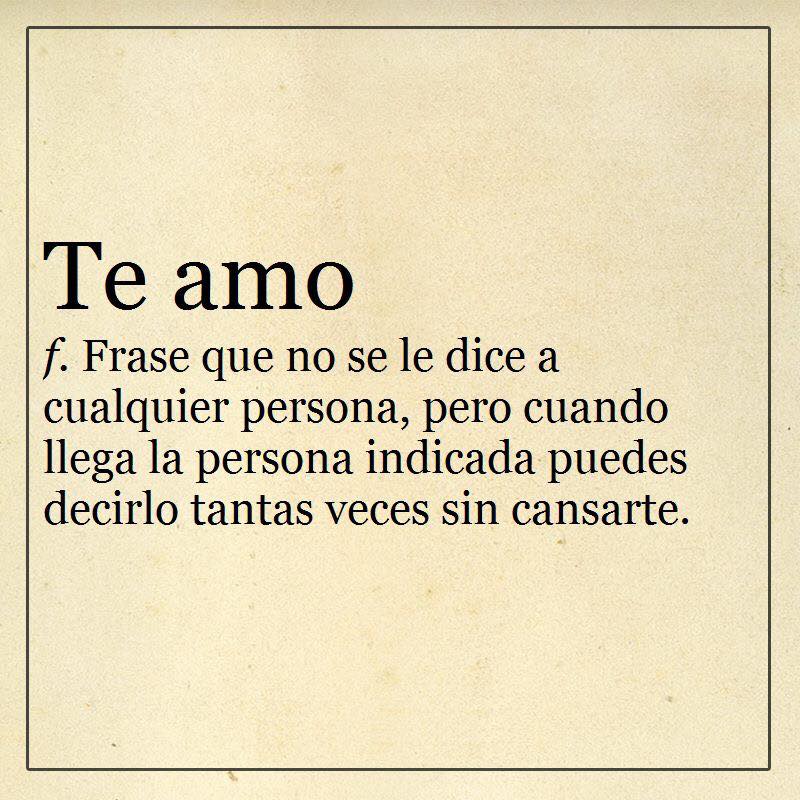 Te amo
f. Frase que no se le dice a
cualquier persona, pero cuando
llega la persona indicada puedes
decirlo tantas veces sin cansarte.